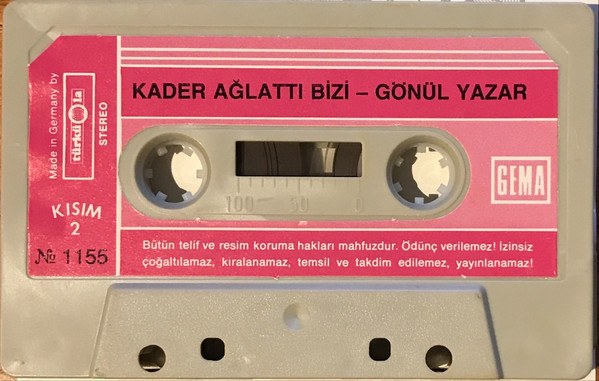 KADER AĞLATTI BİZİ – GÖNÜL YAZAR
Made in Germany by
türküola
STEREO
KISIM
2
№ 1155
100 50 0
GEMA
Bütün telif ve resim koruma hakları mahfuzdur. Ödünç verilemez! İzinsiz
çoğaltılamaz, kıralanamaz, temsil ve takdim edilemez, yayınlanamaz!